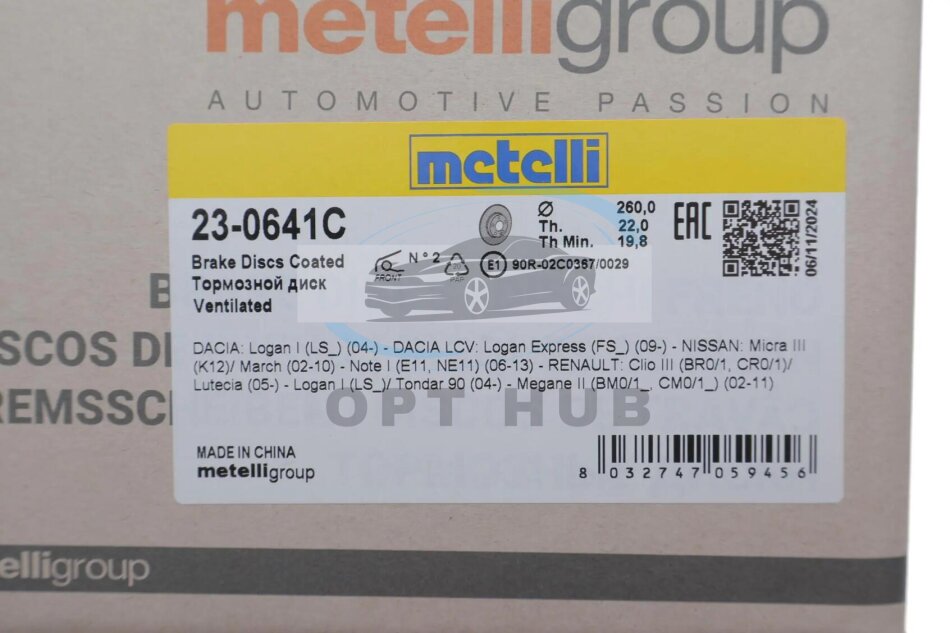 metelligroup
AUTOMOTIVE PASSION
metelli
23-0641C
Ø 260,0
Th. 22,0
Th Min. 19,8
EAC
06/11/2024
Brake Discs Coated
Тормозной диск
Ventilated
FRONT
N° 2
20
PAP
E1 90R-02C0367/0029
DACIA: Logan I (LS_) (04-) - DACIA LCV: Logan Express (FS_) (09-) - NISSAN: Micra III
(K12)/ March (02-10) - Note I (E11, NE11) (06-13) - RENAULT: Clio III (BR0/1, CR0/1)/
Lutecia (05-) - Logan I (LS_)/ Tondar 90 (04-) - Megane II (BM0/1_, CM0/1_) (02-11)
OPT HUB
MADE IN CHINA
metelligroup
8 032747 059456
B
SCOS DI
REMSSC
elligroup